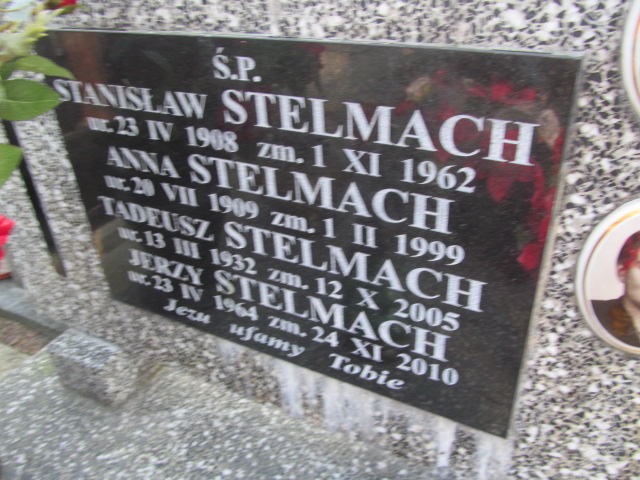 Ś.P.
STANISŁAW STELMACH
ur. 23 IV 1908 zm. 1 XI 1962
ANNA STELMACH
ur. 20 VII 1909 zm. 1 II 1999
TADEUSZ STELMACH
ur. 13 III 1932 zm. 12 X 2005
JERZY STELMACH
ur. 23 IV 1964 zm. 24 XI 2010
Jezu ufamy Tobie